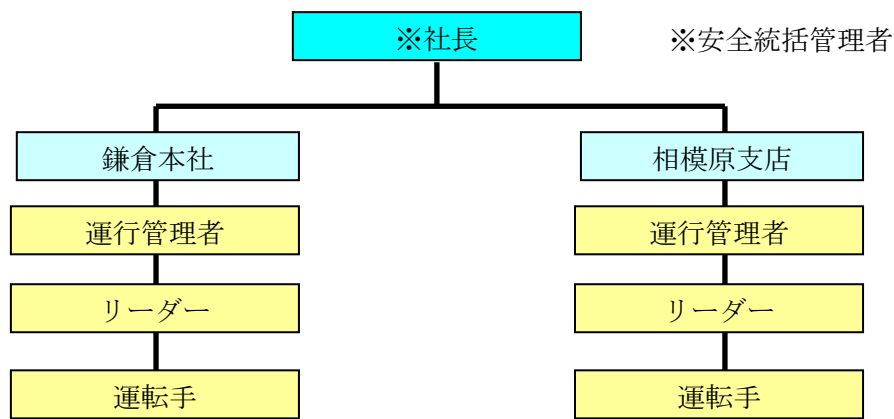 ※社長
※安全統括管理者
鎌倉本社
相模原支店
運行管理者
運行管理者
リーダー
リーダー
運転手
運転手